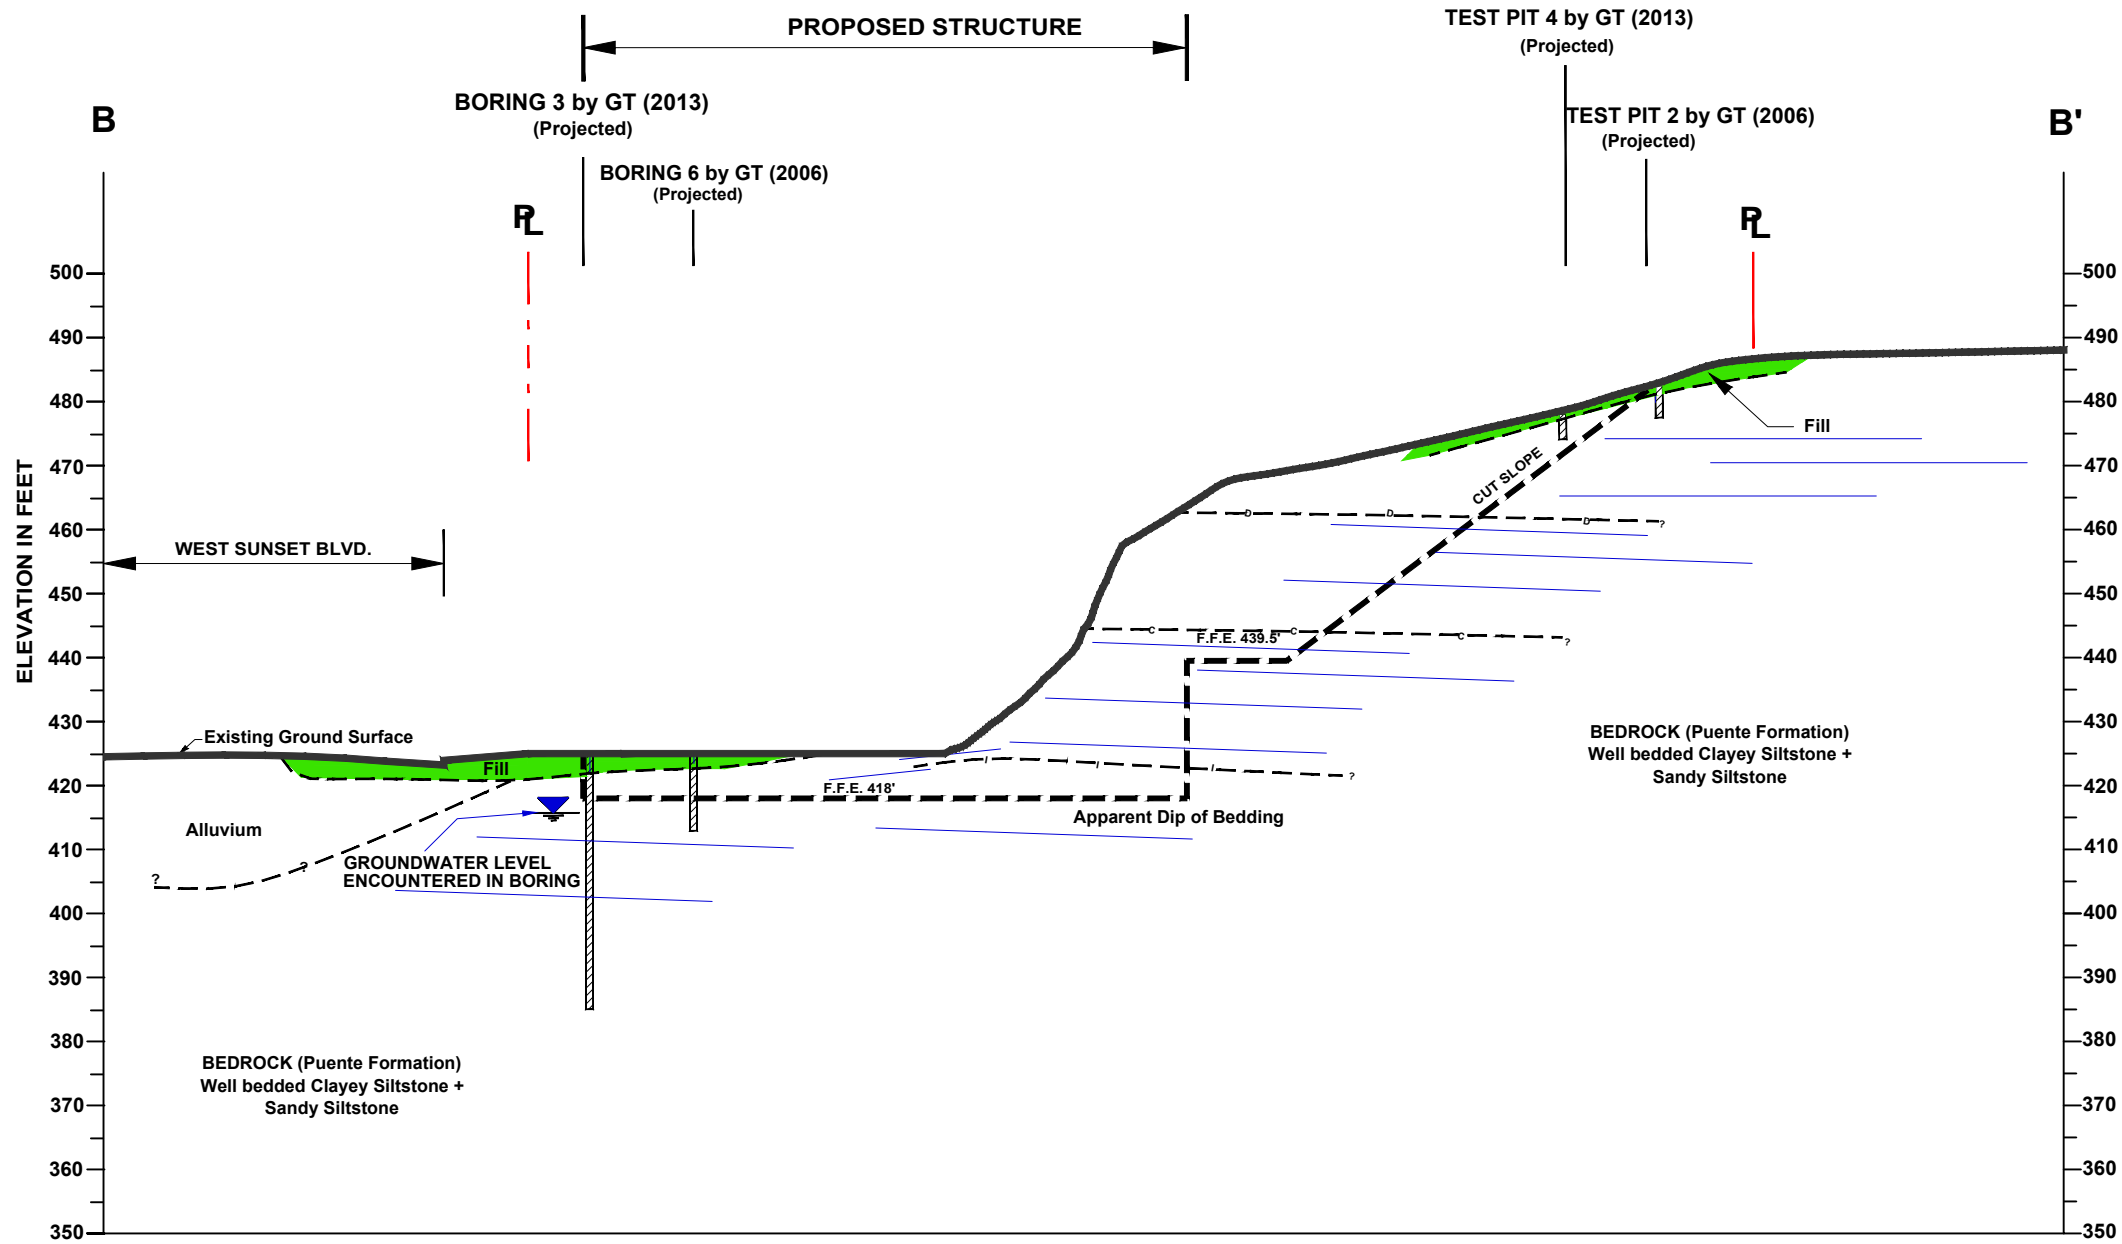 PROPOSED STRUCTURE
TEST PIT 4 by GT (2013)
(Projected)
BORING 3 by GT (2013)
(Projected)
TEST PIT 2 by GT (2006)
(Projected)
B
B'
BORING 6 by GT (2006)
(Projected)
PL
PL
500
490
480
470
460
450
440
430
420
410
400
390
380
370
360
350
ELEVATION IN FEET
500
490
480
470
460
450
440
430
420
410
400
390
380
370
360
350
WEST SUNSET BLVD.
Fill
CUT SLOPE
D D D ?
C C C ?
F.F.E. 439.5'
Existing Ground Surface
Fill
F.F.E. 418'
?
Apparent Dip of Bedding
Alluvium
? ?
GROUNDWATER LEVEL
ENCOUNTERED IN BORING
BEDROCK (Puente Formation)
Well bedded Clayey Siltstone +
Sandy Siltstone
BEDROCK (Puente Formation)
Well bedded Clayey Siltstone +
Sandy Siltstone